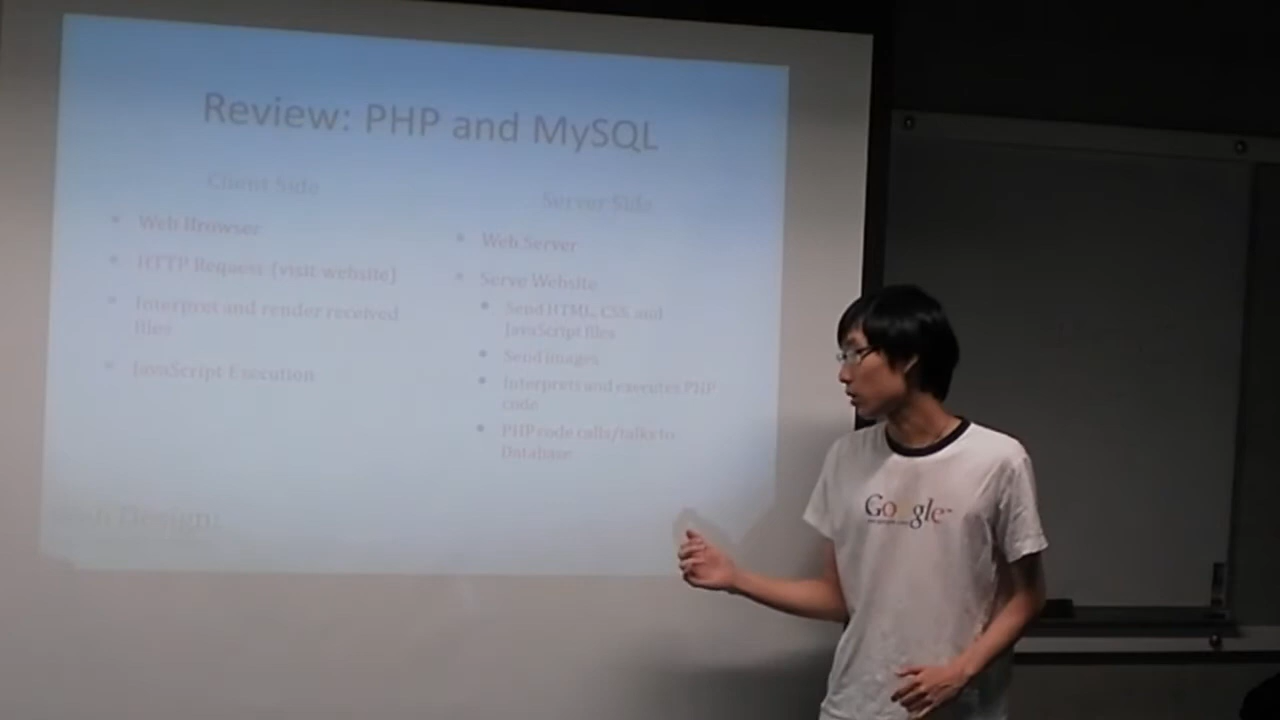 Review: PHP and MySQL
Client Side
• Web Browser
• HTTP Request (visit website)
• Interpret and render received
files
• JavaScript Execution
Server Side
• Web Server
• Serve Website
• Send HTML, CSS and
JavaScript files
• Send images
• Interprets and executes PHP
code
• PHP code calls/talks to
Database
Web Design:
Google